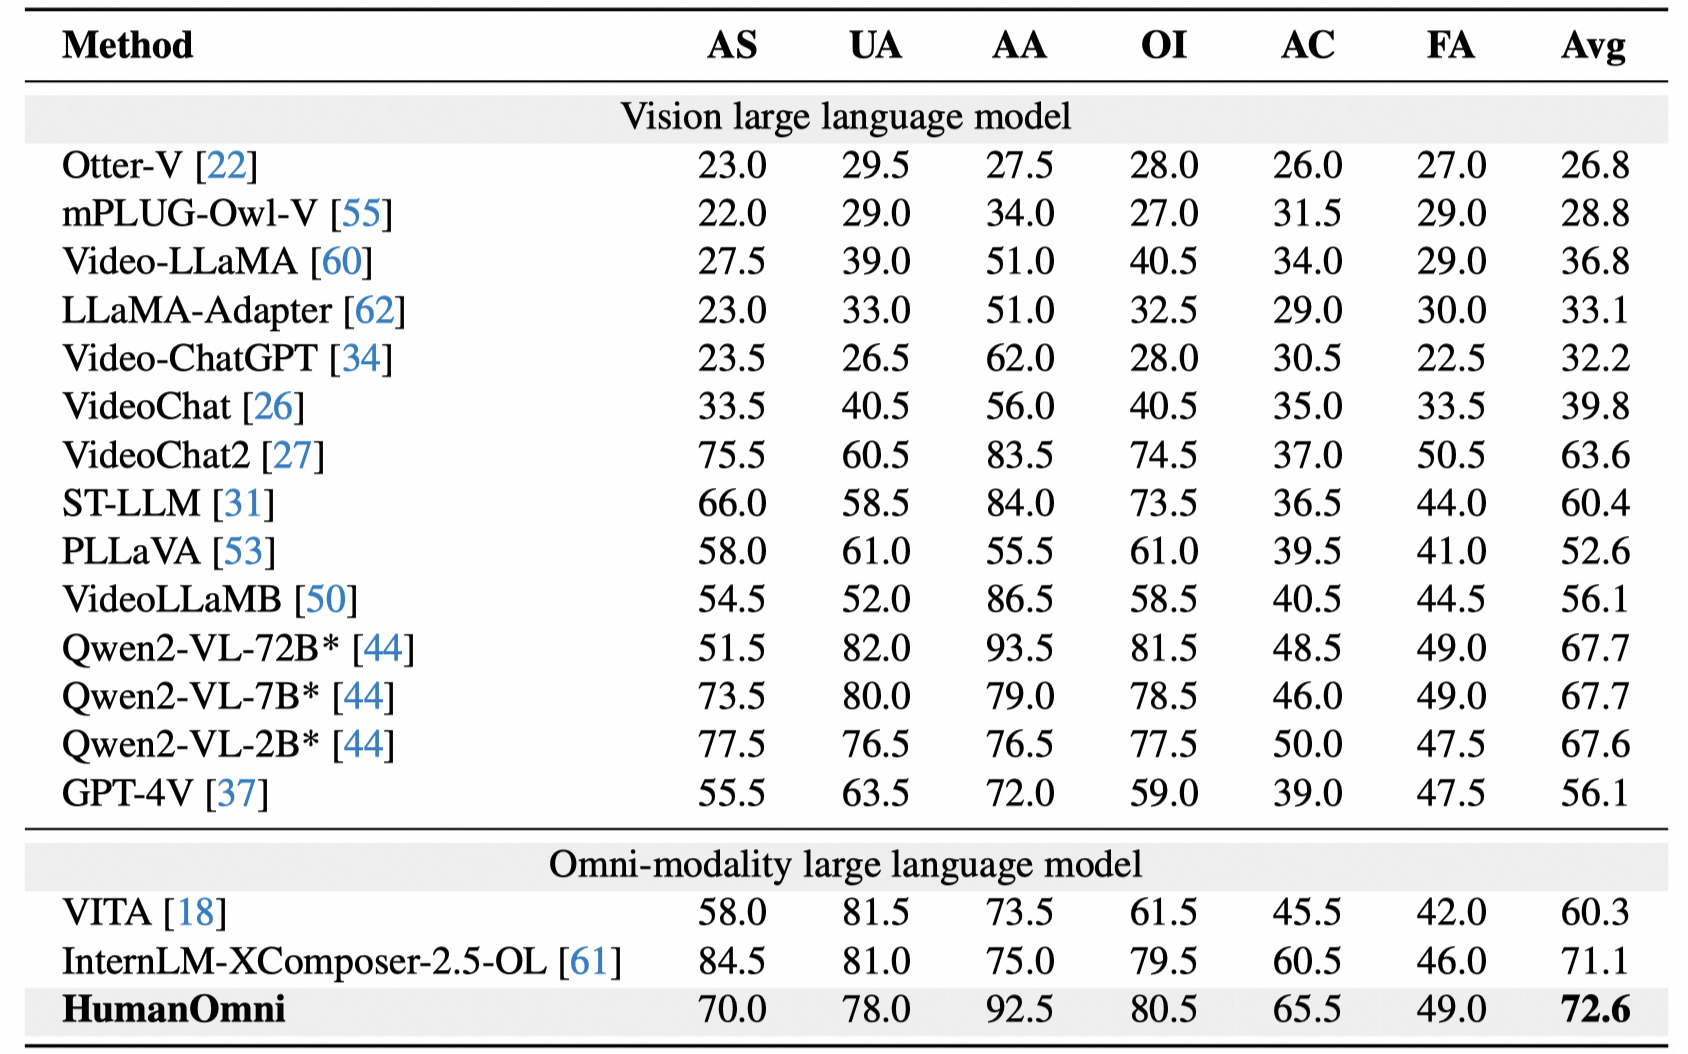 Method AS UA AA OI AC FA Avg
Vision large language model
Otter-V [22] 23.0 29.5 27.5 28.0 26.0 27.0 26.8
mPLUG-Owl-V [55] 22.0 29.0 34.0 27.0 31.5 29.0 28.8
Video-LLaMA [60] 27.5 39.0 51.0 40.5 34.0 29.0 36.8
LLaMA-Adapter [62] 23.0 33.0 51.0 32.5 29.0 30.0 33.1
Video-ChatGPT [34] 23.5 26.5 62.0 28.0 30.5 22.5 32.2
VideoChat [26] 33.5 40.5 56.0 40.5 35.0 33.5 39.8
VideoChat2 [27] 75.5 60.5 83.5 74.5 37.0 50.5 63.6
ST-LLM [31] 66.0 58.5 84.0 73.5 36.5 44.0 60.4
PLLaVA [53] 58.0 61.0 55.5 61.0 39.5 41.0 52.6
VideoLLaMB [50] 54.5 52.0 86.5 58.5 40.5 44.5 56.1
Qwen2-VL-72B* [44] 51.5 82.0 93.5 81.5 48.5 49.0 67.7
Qwen2-VL-7B* [44] 73.5 80.0 79.0 78.5 46.0 49.0 67.7
Qwen2-VL-2B* [44] 77.5 76.5 76.5 77.5 50.0 47.5 67.6
GPT-4V [37] 55.5 63.5 72.0 59.0 39.0 47.5 56.1
Omni-modality large language model
VITA [18] 58.0 81.5 73.5 61.5 45.5 42.0 60.3
InternLM-XComposer-2.5-OL [61] 84.5 81.0 75.0 79.5 60.5 46.0 71.1
HumanOmni 70.0 78.0 92.5 80.5 65.5 49.0 72.6